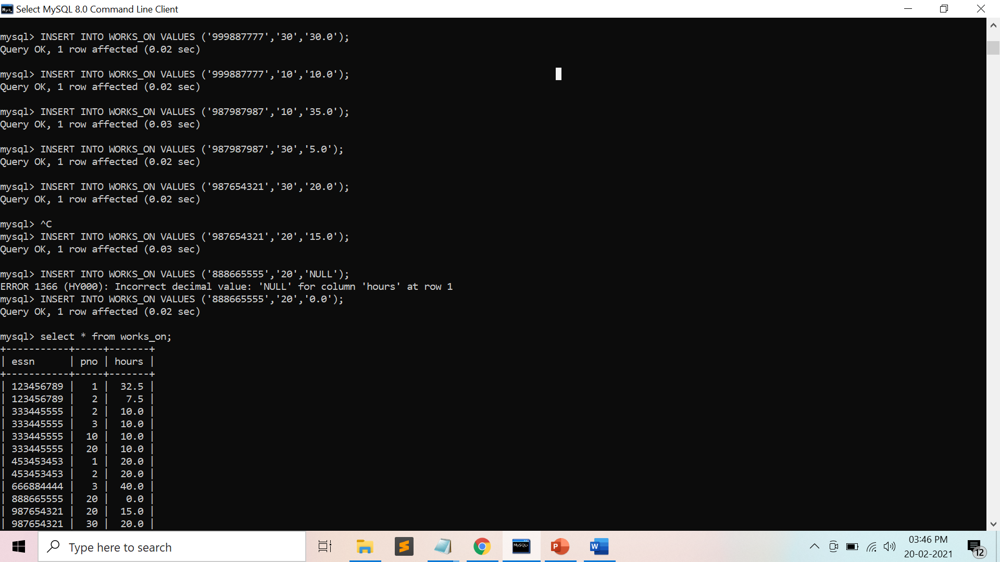 Select MySQL 8.0 Command Line Client
mysql> INSERT INTO WORKS_ON VALUES ('999887777','30','30.0');
Query OK, 1 row affected (0.02 sec)
mysql> INSERT INTO WORKS_ON VALUES ('999887777','10','10.0');
Query OK, 1 row affected (0.02 sec)
mysql> INSERT INTO WORKS_ON VALUES ('987987987','10','35.0');
Query OK, 1 row affected (0.03 sec)
mysql> INSERT INTO WORKS_ON VALUES ('987987987','30','5.0');
Query OK, 1 row affected (0.02 sec)
mysql> INSERT INTO WORKS_ON VALUES ('987654321','30','20.0');
Query OK, 1 row affected (0.02 sec)
mysql> ^C
mysql> INSERT INTO WORKS_ON VALUES ('987654321','20','15.0');
Query OK, 1 row affected (0.03 sec)
mysql> INSERT INTO WORKS_ON VALUES ('888665555','20','NULL');
ERROR 1366 (HY000): Incorrect decimal value: 'NULL' for column 'hours' at row 1
mysql> INSERT INTO WORKS_ON VALUES ('888665555','20','0.0');
Query OK, 1 row affected (0.02 sec)
mysql> select * from works_on;
+-----------+-----+-------+
| essn      | pno | hours |
+-----------+-----+-------+
| 123456789 |   1 |  32.5 |
| 123456789 |   2 |   7.5 |
| 333445555 |   2 |  10.0 |
| 333445555 |   3 |  10.0 |
| 333445555 |  10 |  10.0 |
| 333445555 |  20 |  10.0 |
| 453453453 |   1 |  20.0 |
| 453453453 |   2 |  20.0 |
| 666884444 |   3 |  40.0 |
| 888665555 |  20 |   0.0 |
| 987654321 |  20 |  15.0 |
| 987654321 |  30 |  20.0 |
Type here to search
MySQL>
P
W
03:46 PM
20-02-2021
12